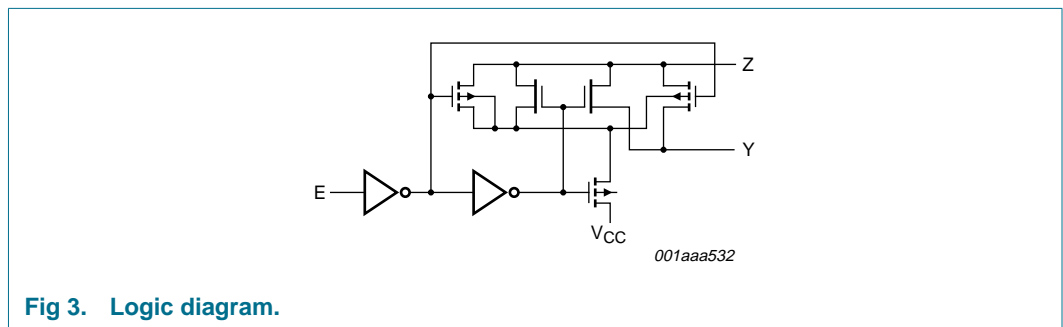 Z
Y
E
VCC
001aaa532
Fig 3. Logic diagram.